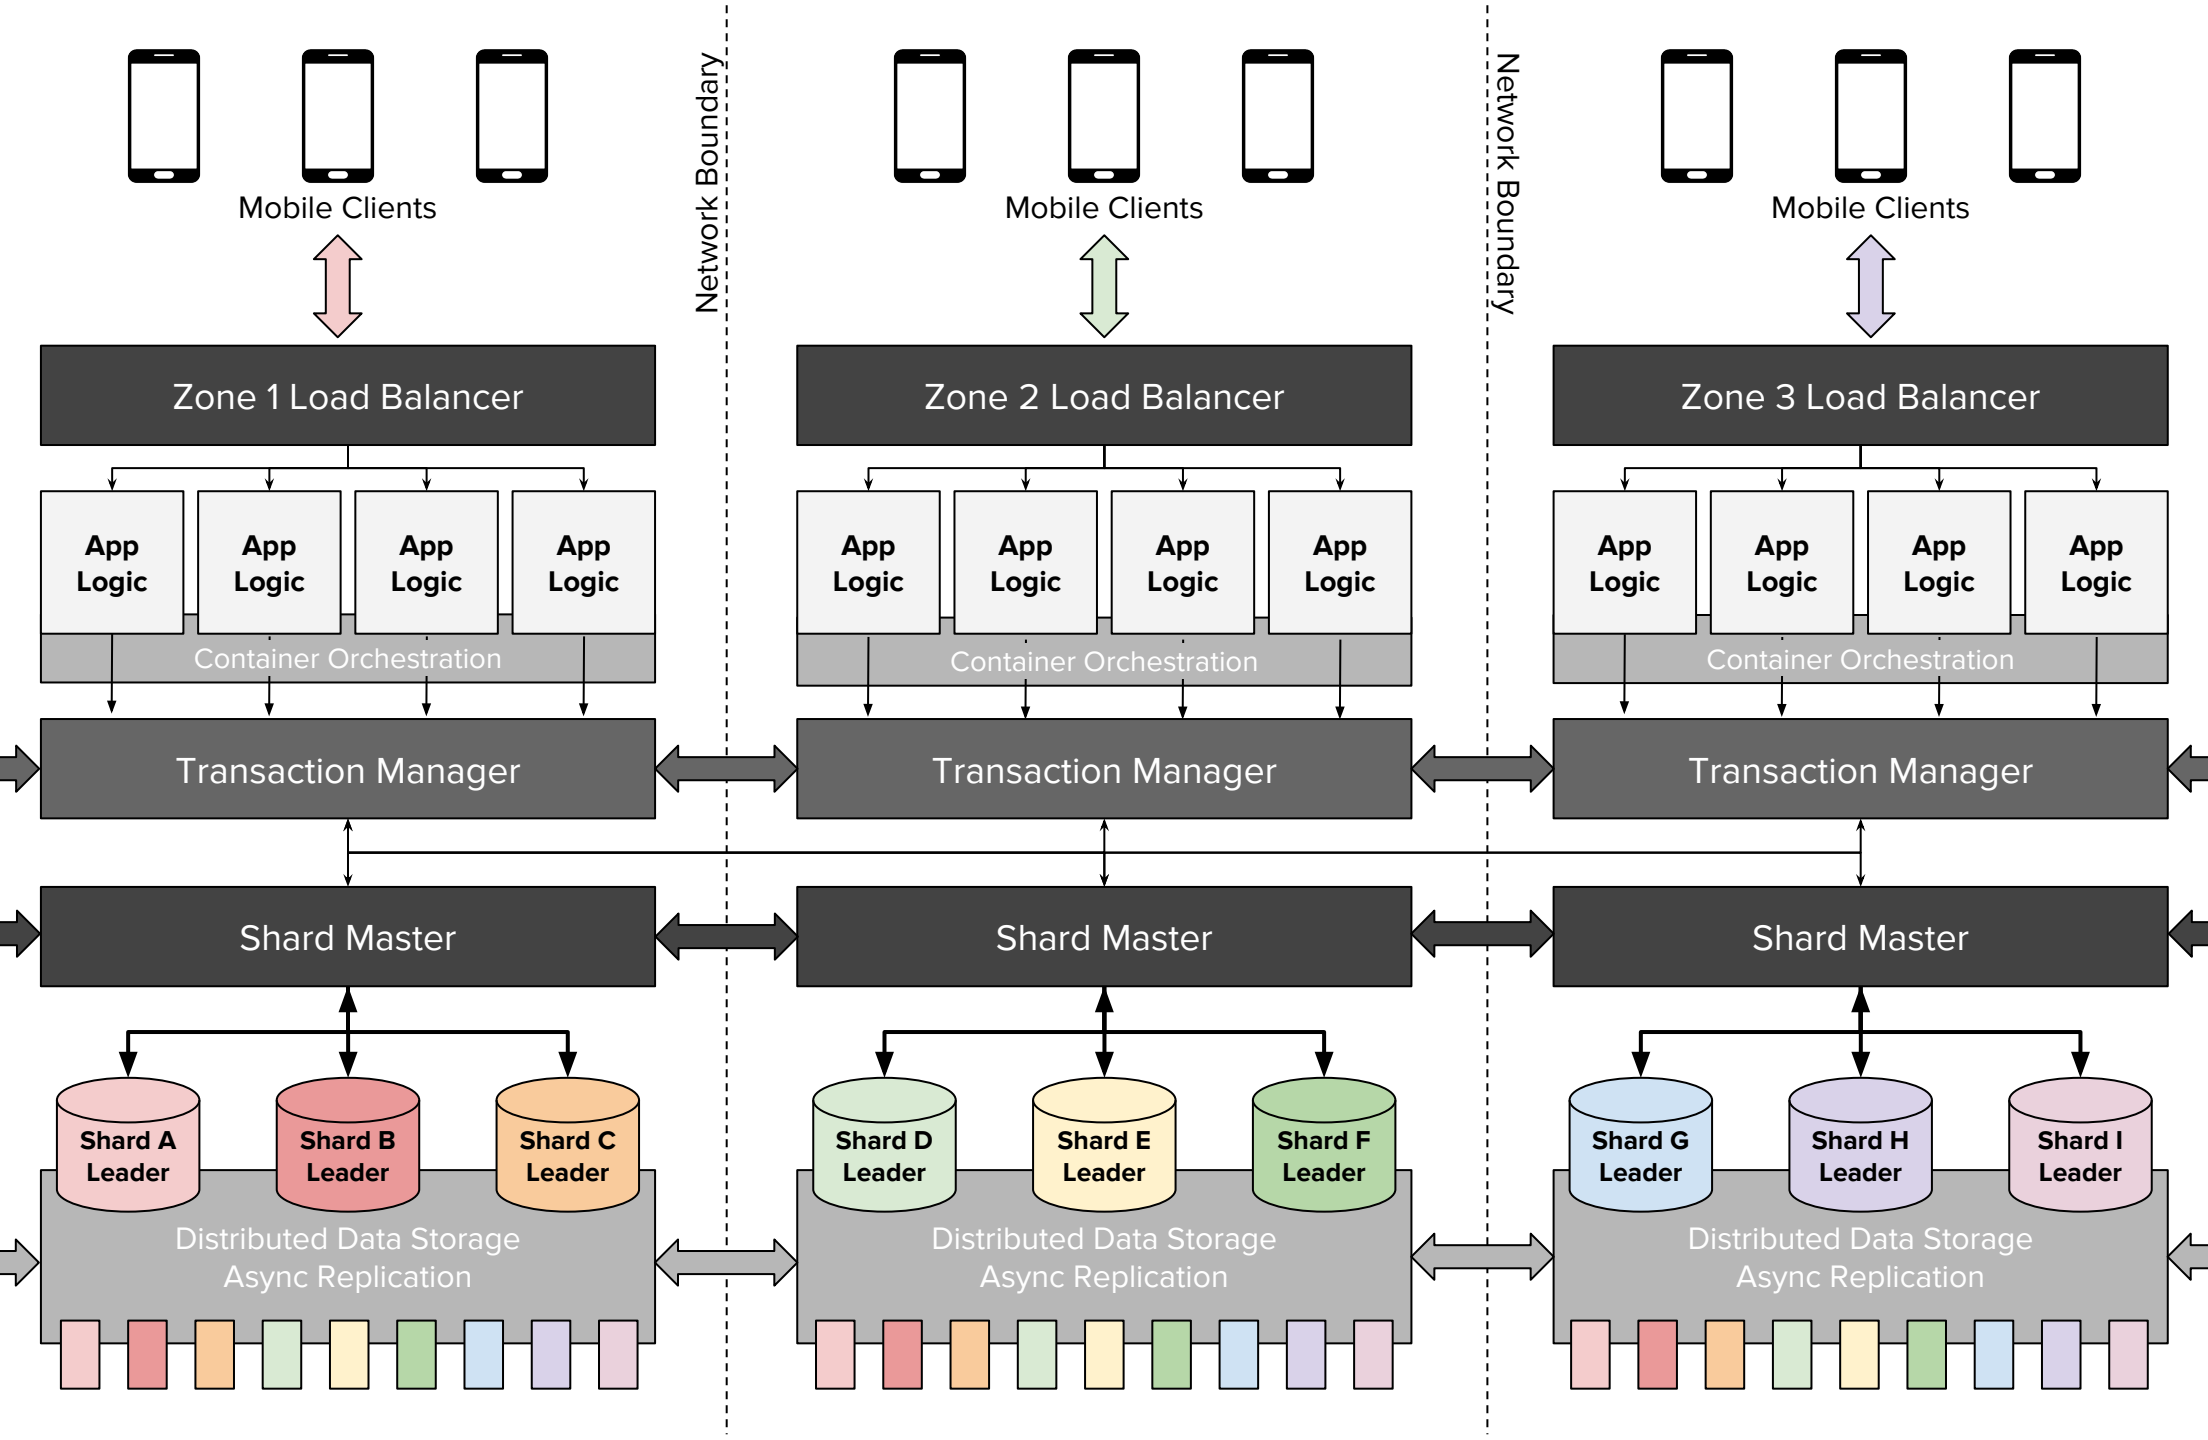 Mobile Clients
Network Boundary
Mobile Clients
Network Boundary
Mobile Clients
Zone 1 Load Balancer
Zone 2 Load Balancer
Zone 3 Load Balancer
App
Logic
App
Logic
App
Logic
App
Logic
App
Logic
App
Logic
App
Logic
App
Logic
App
Logic
App
Logic
App
Logic
App
Logic
Container Orchestration
Container Orchestration
Container Orchestration
Transaction Manager
Transaction Manager
Transaction Manager
Shard Master
Shard Master
Shard Master
Shard A
Leader
Shard B
Leader
Shard C
Leader
Shard D
Leader
Shard E
Leader
Shard F
Leader
Shard G
Leader
Shard H
Leader
Shard I
Leader
Distributed Data Storage
Async Replication
Distributed Data Storage
Async Replication
Distributed Data Storage
Async Replication